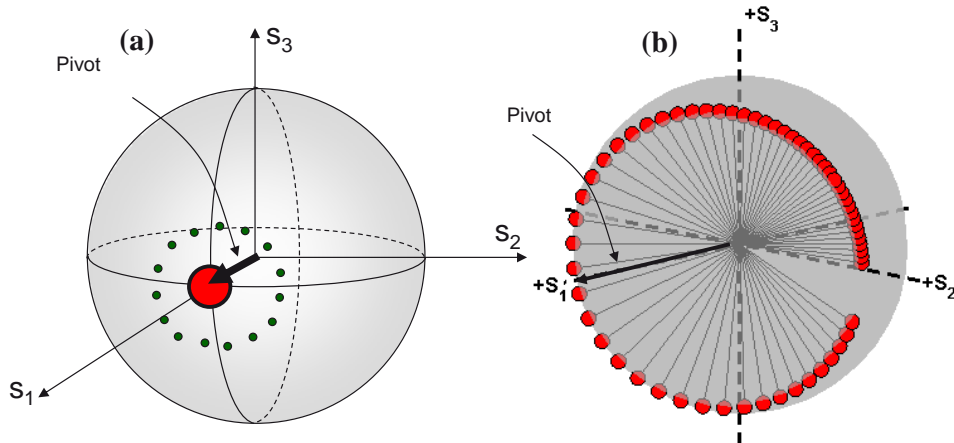 (a)
S3
Pivot
S2
S1
(b)
+S3
Pivot
+S1
+S2